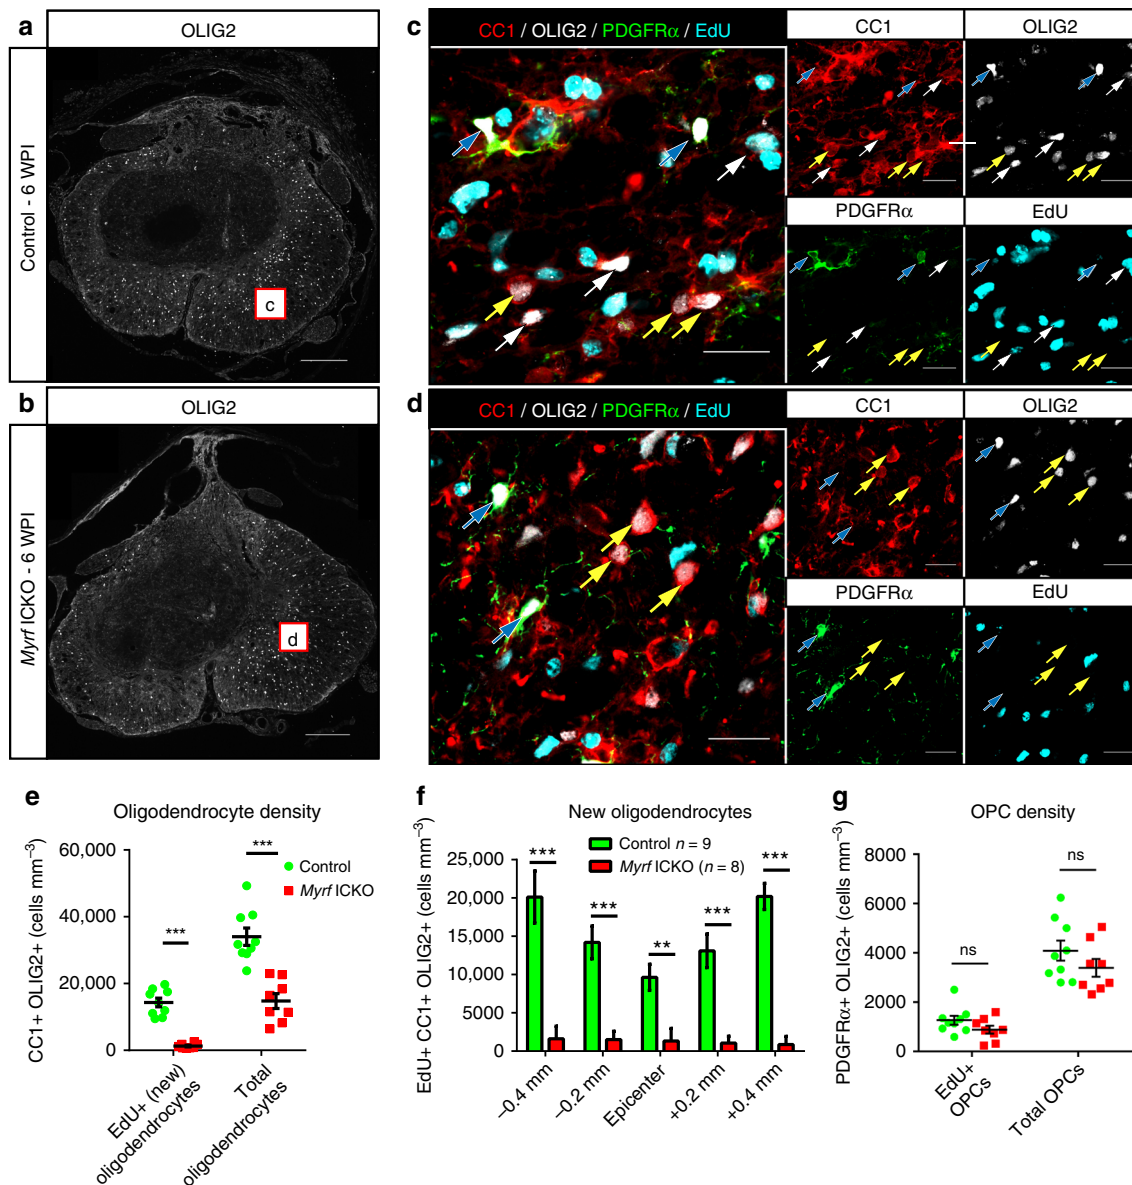 a
OLIG2
Control - 6 WPI
c
b
OLIG2
Myrf ICKO - 6 WPI
d
c
CC1 / OLIG2 / PDGFRα / EdU
CC1
OLIG2
PDGFRα
EdU
d
CC1 / OLIG2 / PDGFRα / EdU
CC1
OLIG2
PDGFRα
EdU
e
Oligodendrocyte density
CC1+ OLIG2+ (cells mm⁻³)
60,000
40,000
20,000
0
***
***
Control
Myrf ICKO
EdU+ (new)
oligodendrocytes
Total
oligodendrocytes
f
New oligodendrocytes
EdU+ CC1+ OLIG2+ (cells mm⁻³)
25,000
20,000
15,000
10,000
5000
0
Control n = 9
Myrf ICKO (n = 8)
***
***
**
***
***
−0.4 mm
−0.2 mm
Epicenter
+0.2 mm
+0.4 mm
g
OPC density
PDGFRα+ OLIG2+ (cells mm⁻³)
8000
6000
4000
2000
0
ns
ns
EdU+
OPCs
Total OPCs